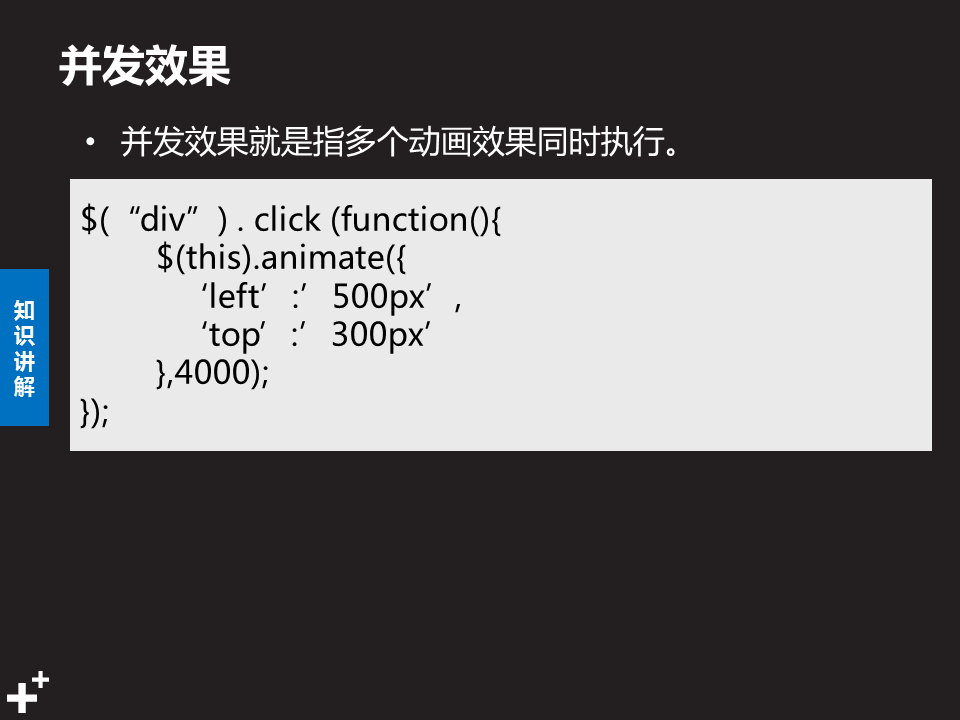 并发效果
• 并发效果就是指多个动画效果同时执行。
$(“div”) . click (function(){
$(this).animate({
‘left’:’500px’,
‘top’:’300px’
},4000);
});
知识讲解